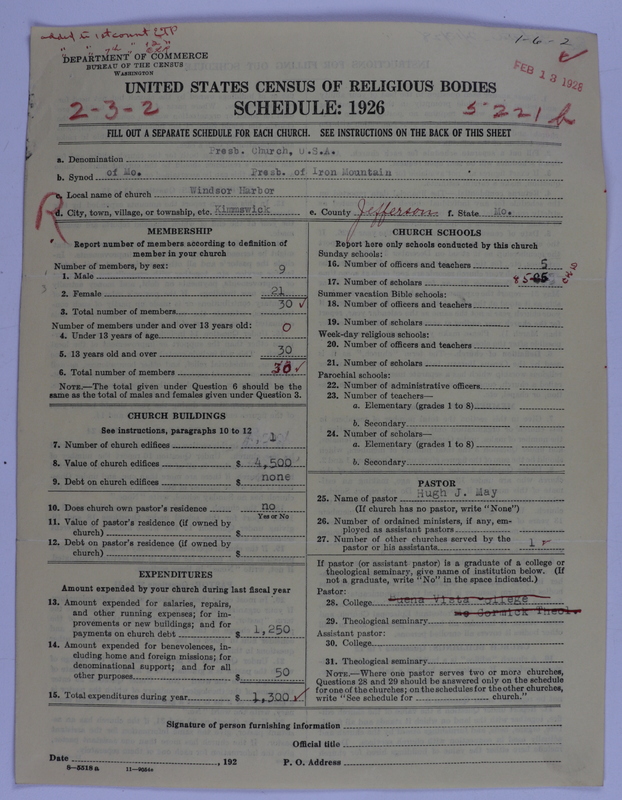 DEPARTMENT OF COMMERCE
BUREAU OF THE CENSUS
WASHINGTON
1-6-2
FEB 13 1928
UNITED STATES CENSUS OF RELIGIOUS BODIES
2-3-2
SCHEDULE: 1926
5221b
FILL OUT A SEPARATE SCHEDULE FOR EACH CHURCH. SEE INSTRUCTIONS ON THE BACK OF THIS SHEET
a. Denomination Presb. Church, U.S.A.
b. Synod of Mo. Presb. of Iron Mountain
c. Local name of church Windsor Harbor
R
d. City, town, village, or township, etc. Kimmswick e. County Jefferson f. State Mo.
MEMBERSHIP
Report number of members according to definition of
member in your church
Number of members, by sex:
1. Male 9
2. Female 21
3. Total number of members 30
Number of members under and over 13 years old:
4. Under 13 years of age 0
5. 13 years old and over 30
6. Total number of members 30
NOTE.—The total given under Question 6 should be the
same as the total of males and females given under Question 3.
CHURCH BUILDINGS
See instructions, paragraphs 10 to 12
7. Number of church edifices 1
8. Value of church edifices $ 4,500
9. Debt on church edifices $ none
10. Does church own pastor's residence? no
Yes or No
11. Value of pastor's residence (if owned by
church) $
12. Debt on pastor's residence (if owned by
church) $
EXPENDITURES
Amount expended by your church during last fiscal year
13. Amount expended for salaries, repairs,
and other running expenses; for im-
provements or new buildings; and for
payments on church debt $ 1,250
14. Amount expended for benevolences, in-
cluding home and foreign missions; for
denominational support; and for all
other purposes $ 50
15. Total expenditures during year $ 1,300
CHURCH SCHOOLS
Report here only schools conducted by this church
Sunday schools:
16. Number of officers and teachers 5
17. Number of scholars 85
Summer vacation Bible schools:
18. Number of officers and teachers
19. Number of scholars
Week-day religious schools:
20. Number of officers and teachers
21. Number of scholars
Parochial schools:
22. Number of administrative officers
23. Number of teachers—
a. Elementary (grades 1 to 8)
b. Secondary
24. Number of scholars—
a. Elementary (grades 1 to 8)
b. Secondary
PASTOR
25. Name of pastor Hugh J. May
(If church has no pastor, write "None")
26. Number of ordained ministers, if any, em-
ployed as assistant pastors
27. Number of other churches served by the
pastor or his assistants 1
If pastor (or assistant pastor) is a graduate of a college or
theological seminary, give name of institution below. (If
not a graduate, write "No" in the space indicated.)
Pastor:
28. College Buena Vista College
29. Theological seminary Mc Cormick Theol.
Assistant pastor:
30. College
31. Theological seminary
NOTE.—Where one pastor serves two or more churches,
Questions 28 and 29 should be answered only on the schedule
for one of the churches; on the schedules for the other churches,
write "See schedule for church."
Signature of person furnishing information
Official title
Date , 192 P. O. Address
8-5518a 11-9664a